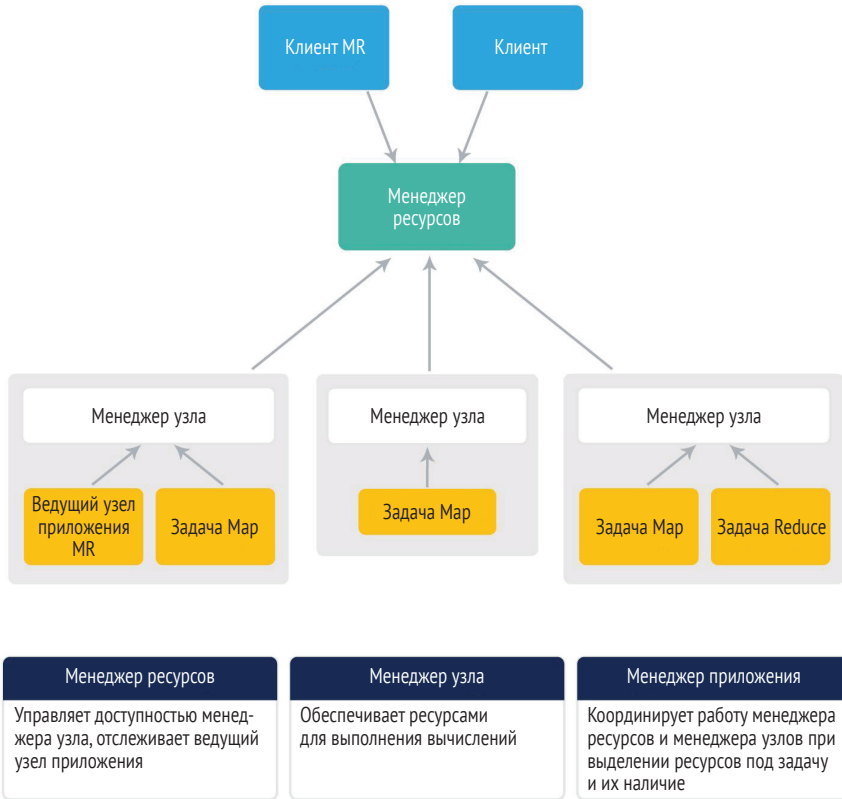 Клиент MR
Клиент
Менеджер
ресурсов
Менеджер узла
Менеджер узла
Менеджер узла
Ведущий узел
приложения
MR
Задача Map
Задача Map
Задача Map
Задача Reduce
Менеджер ресурсов
Управляет доступностью менед-
жера узла, отслеживает ведущий
узел приложения
Менеджер узла
Обеспечивает ресурсами
для выполнения вычислений
Менеджер приложения
Координирует работу менеджера
ресурсов и менеджера узлов при
выделении ресурсов под задачу
и их наличие